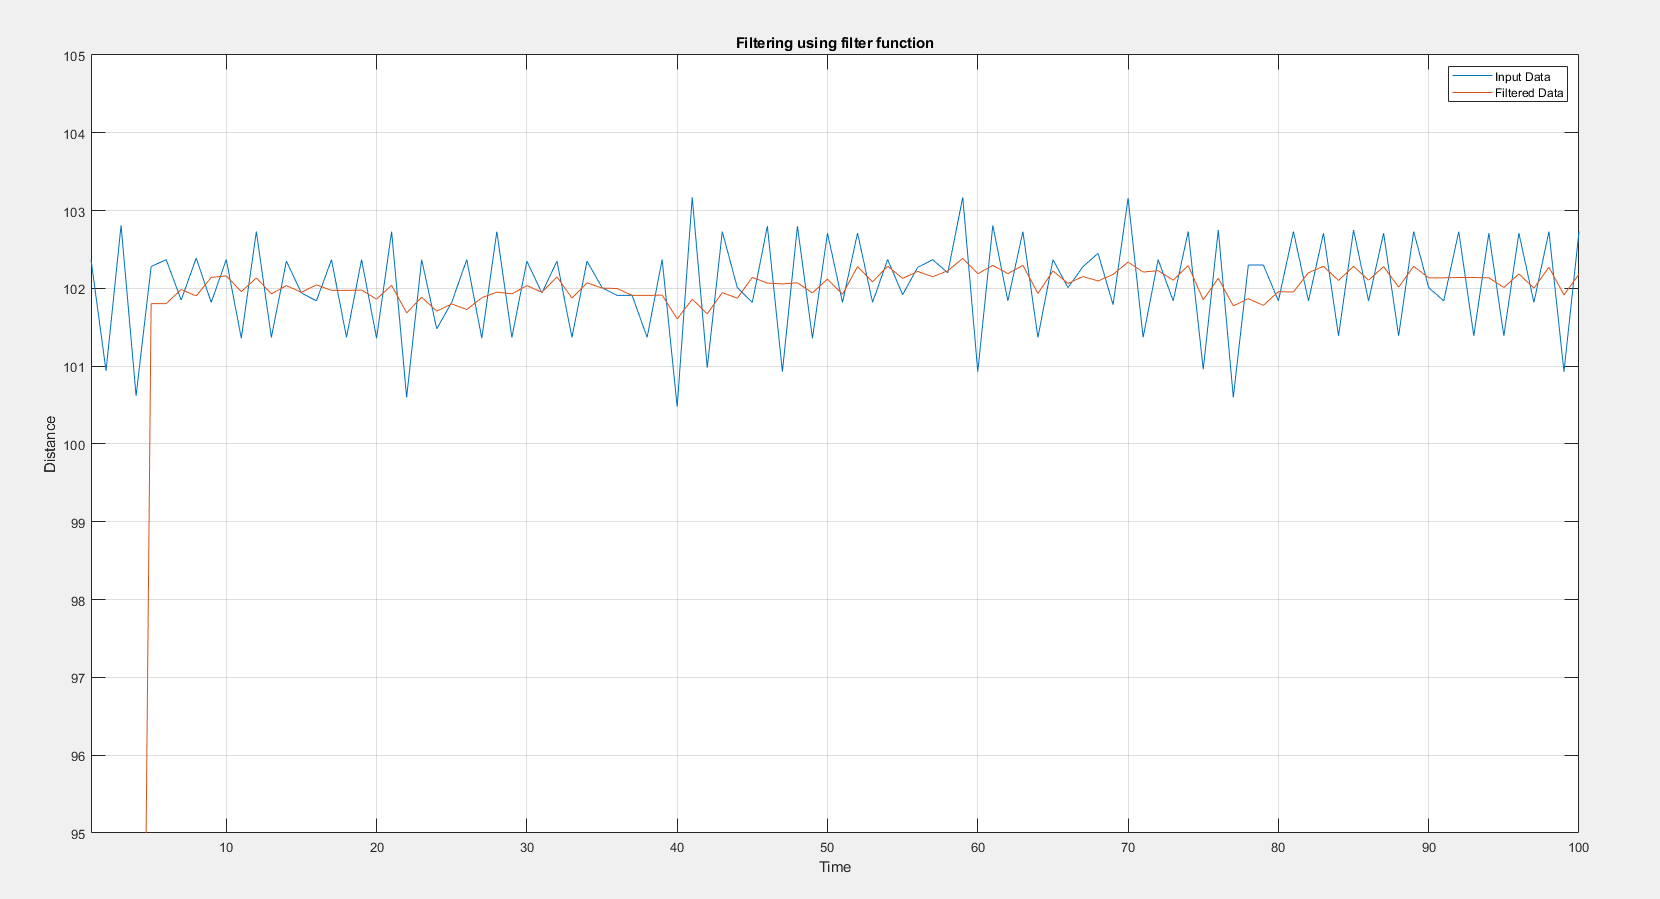 Filtering using filter function
Input Data
Filtered Data
105
104
103
102
101
100
99
98
97
96
95
Distance
10 20 30 40 50 60 70 80 90 100
Time